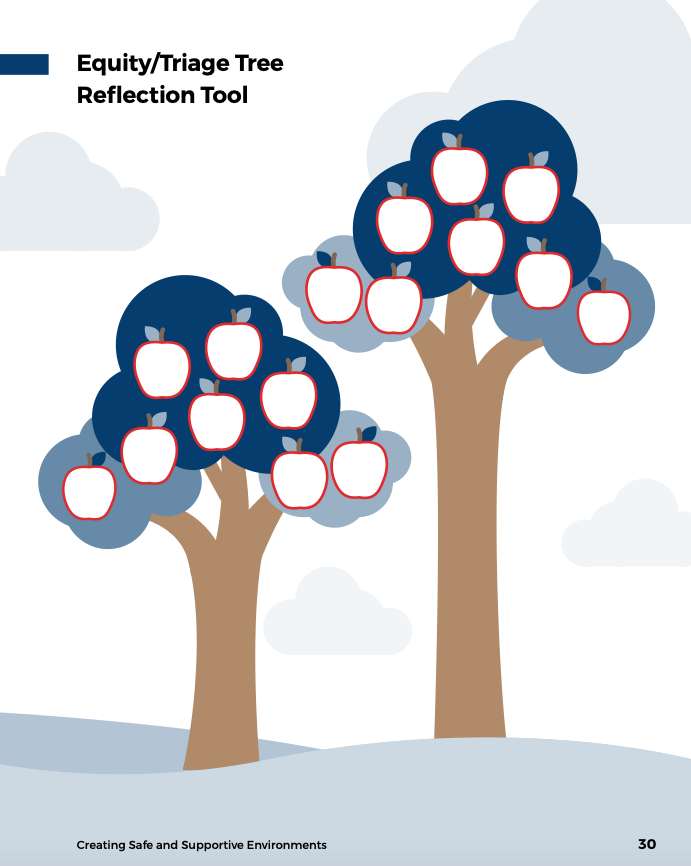 Equity/Triage Tree
Reflection Tool
Creating Safe and Supportive Environments
30